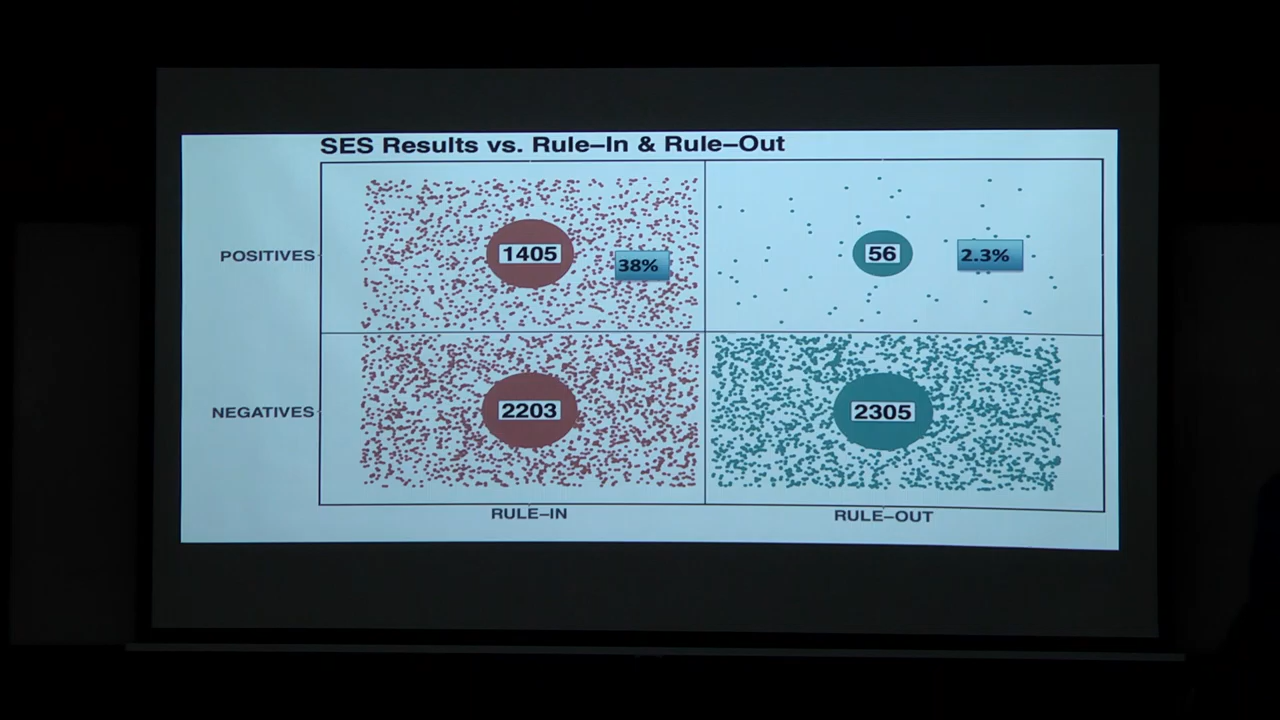 SES Results vs. Rule–In & Rule–Out
POSITIVES
1405
38%
56
2.3%
NEGATIVES
2203
2305
RULE–IN
RULE–OUT